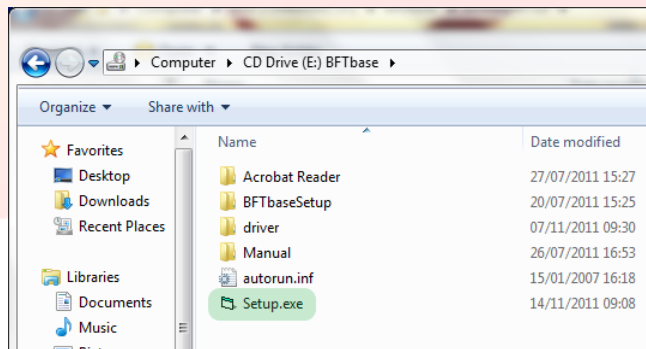 Computer CD Drive (E:) BFTbase
Organize Share with
Name Date modified
Favorites
Desktop
Downloads
Recent Places
Libraries
Documents
Music
Acrobat Reader 27/07/2011 15:27
BFTbaseSetup 20/07/2011 15:25
driver 07/11/2011 09:30
Manual 26/07/2011 16:53
autorun.inf 15/01/2007 16:18
Setup.exe 14/11/2011 09:08